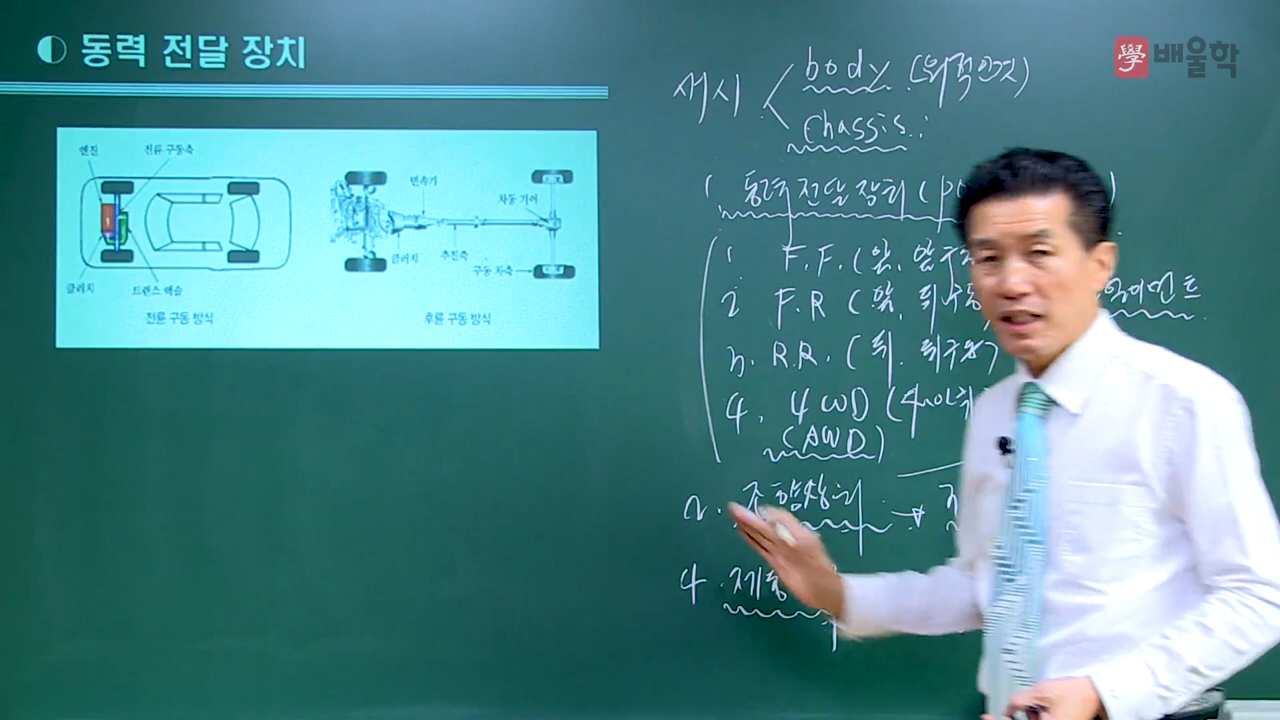 동력 전달 장치
배울학
學
엔진
전륜 구동축
클러치
트랜스 액슬
전륜 구동 방식
변속기
차동 기어
클러치
추진축
구동 차축
후륜 구동 방식
섀시
body (외적인것)
chassis :
1. 동력전달장치 (
1. F.F. (앞, 앞구
2. F.R (앞, 뒤구동
3. R.R. (뒤. 뒤구동)
4. 4WD (4
(AWD)
2. 조향장치 →
4. 제동